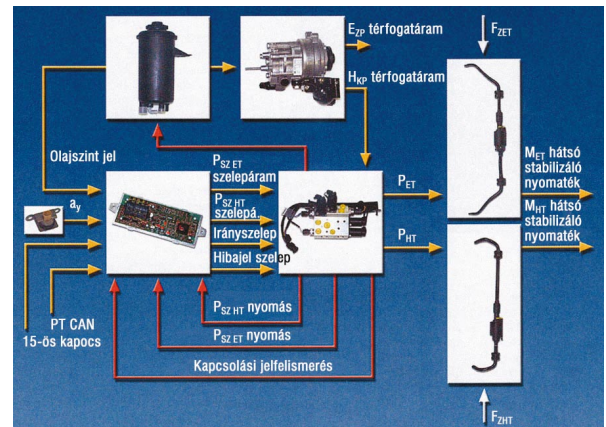 E_ZP térfogatáram
F_ZET
H_KP térfogatáram
Olajszint jel
P_SZ ET
szelepáram
P_SZ HT
szelepá..
Irányszelep
Hibajel szelep
a_y
P_ET
P_HT
M_ET hátsó
stabilizáló
nyomaték
M_HT hátsó
stabilizáló
nyomaték
PT CAN
15-ös kapocs
P_SZ HT nyomás
P_SZ ET nyomás
Kapcsolási jelfelismerés
F_ZHT